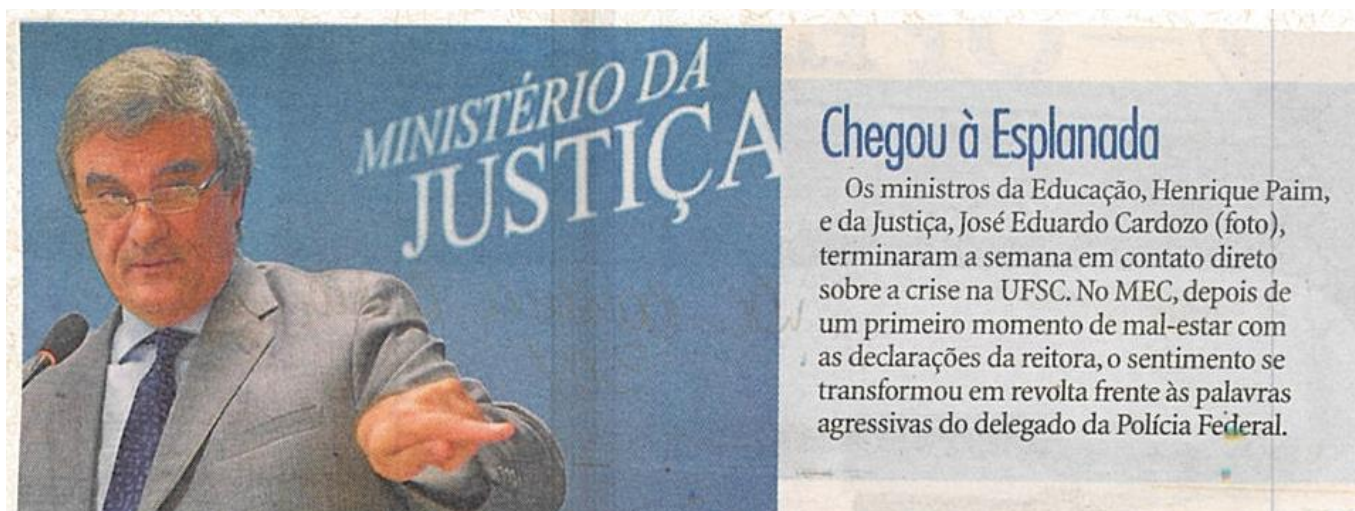 MINISTÉRIO DA
JUSTIÇA
Chegou à Esplanada
Os ministros da Educação, Henrique Paim,
e da Justiça, José Eduardo Cardozo (foto),
terminaram a semana em contato direto
sobre a crise na UFSC. No MEC, depois de
um primeiro momento de mal-estar com
as declarações da reitora, o sentimento se
transformou em revolta frente às palavras
agressivas do delegado da Polícia Federal.